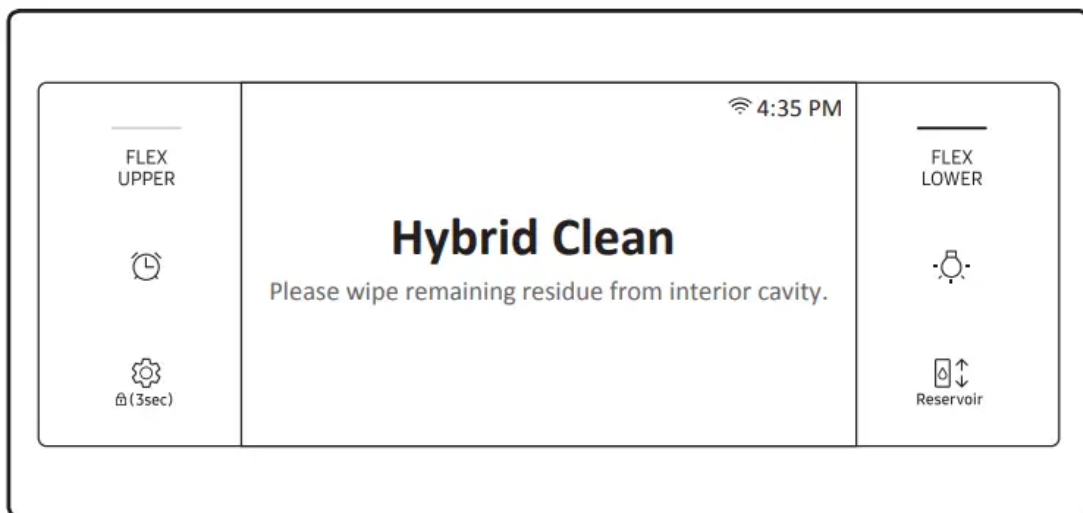 4:35 PM
FLEX
UPPER
FLEX
LOWER
Hybrid Clean
Please wipe remaining residue from interior cavity.
(3sec)
Reservoir